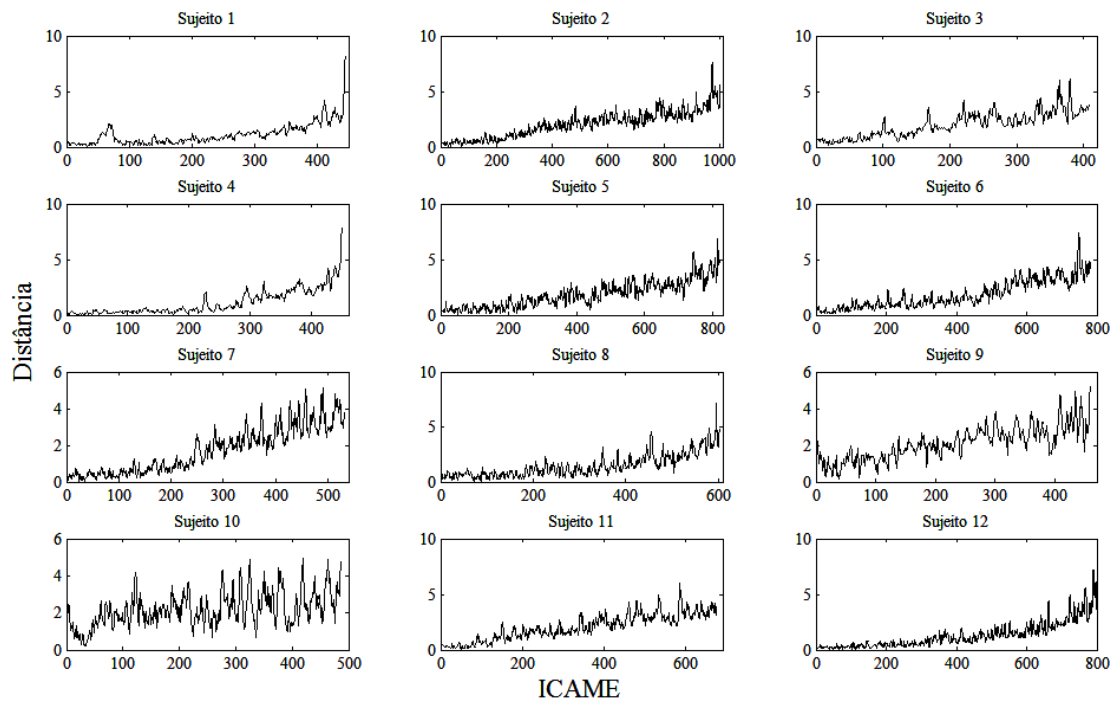 Sujeito 1
10
5
0
0 100 200 300 400
Sujeito 2
10
5
0
0 200 400 600 800 1000
Sujeito 3
10
5
0
0 100 200 300 400
Sujeito 4
10
5
0
0 100 200 300 400
Sujeito 5
10
5
0
0 200 400 600 800
Sujeito 6
10
5
0
0 200 400 600 800
Sujeito 7
6
4
2
0
0 100 200 300 400 500
Sujeito 8
10
5
0
0 200 400 600
Sujeito 9
6
4
2
0
0 100 200 300 400
Sujeito 10
6
4
2
0
0 100 200 300 400 500
Sujeito 11
10
5
0
0 200 400 600
Sujeito 12
10
5
0
0 200 400 600 800
Distância
ICAME